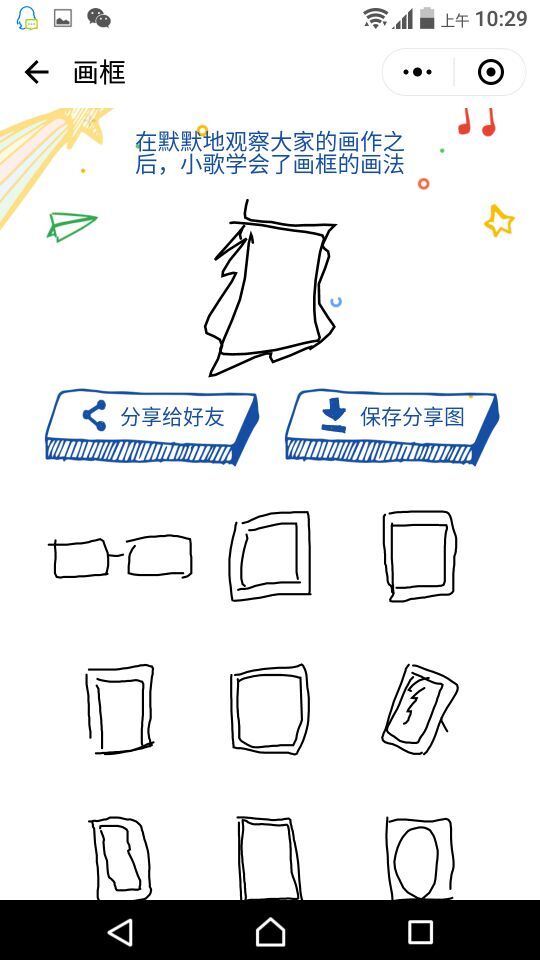 上午 10:29
画框
在默默地观察大家的画作之
后，小歌学会了画框的画法
分享给好友
保存分享图